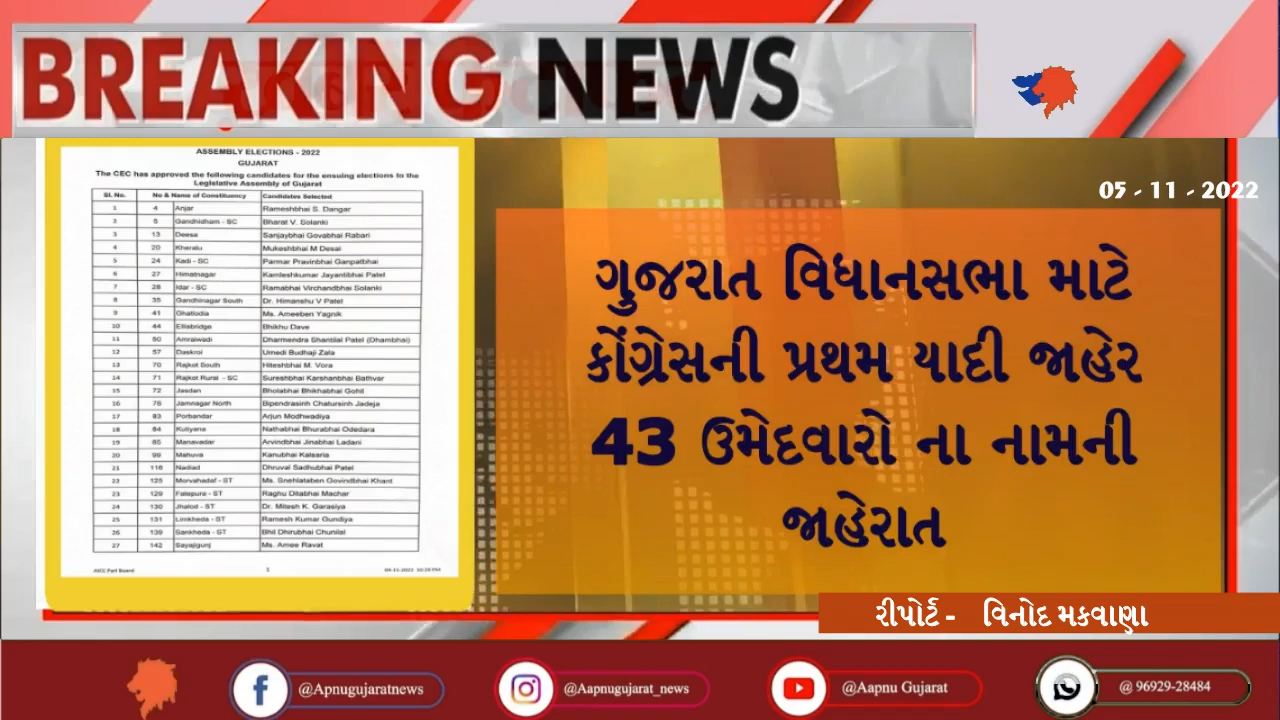 BREAKING NEWS
ASSEMBLY ELECTIONS - 2022
GUJARAT
The CEC has approved the following candidates for the ensuing elections to the
Legislative Assembly of Gujarat
Sl. No. No & Name of Constituency Candidates Selected
1 4 Anjar Rameshbhai S. Dangar
2 5 Gandhidham - SC Bharat V. Solanki
3 13 Deesa Sanjaybhai Govabhai Rabari
4 20 Kheralu Mukeshbhai M Desai
5 24 Kadi - SC Parmar Pravinbhai Ganpatbhai
6 27 Himatnagar Kamleshkumar Jayantibhai Patel
7 28 Idar - SC Ramabhai Virchandbhai Solanki
8 35 Gandhinagar South Dr. Himanshu V Patel
9 41 Ghatlodia Ms. Ameeben Yagnik
10 44 Ellisbridge Bhikhu Dave
11 50 Amraiwadi Dharmendra Shantilal Patel (Dhambhai)
12 57 Daskroi Umedi Budhaji Zala
13 70 Rajkot South Hiteshbhai M. Vora
14 71 Rajkot Rural - SC Sureshbhai Karshanbhai Bathvar
15 72 Jasdan Bholabhai Bhikhabhai Gohil
16 78 Jamnagar North Bipendrasinh Chatursinh Jadeja
17 83 Porbandar Arjun Modhwadiya
18 84 Kutiyana Nathabhai Bhurabhai Odedara
19 85 Manavadar Arvindbhai Jinabhai Ladani
20 99 Mahuva Kanubhai Kalsaria
21 116 Nadiad Dhruval Sadhubhai Patel
22 125 Morvahadaf - ST Ms. Snehlataben Govindbhai Khant
23 129 Fatepura - ST Raghu Ditabhai Machar
24 130 Jhalod - ST Dr. Mitesh K. Garasiya
25 131 Limkheda - ST Ramesh Kumar Gundiya
26 139 Sankheda - ST Bhil Dhirubhai Chunilal
27 142 Sayajigunj Ms. Amee Ravat
AICC Parl Board 1 04-11-2022 10:20 PM
05 - 11 - 2022
ગુજરાત વિધાનસભા માટે
કોંગ્રેસની પ્રથમ યાદી જાહેર
43 ઉમેદવારો ના નામની
જાહેરાત
રીપોર્ટ - વિનોદ મકવાણા
@Apnugujaratnews @Aapnugujarat_news @Aapnu Gujarat @ 96929-28484